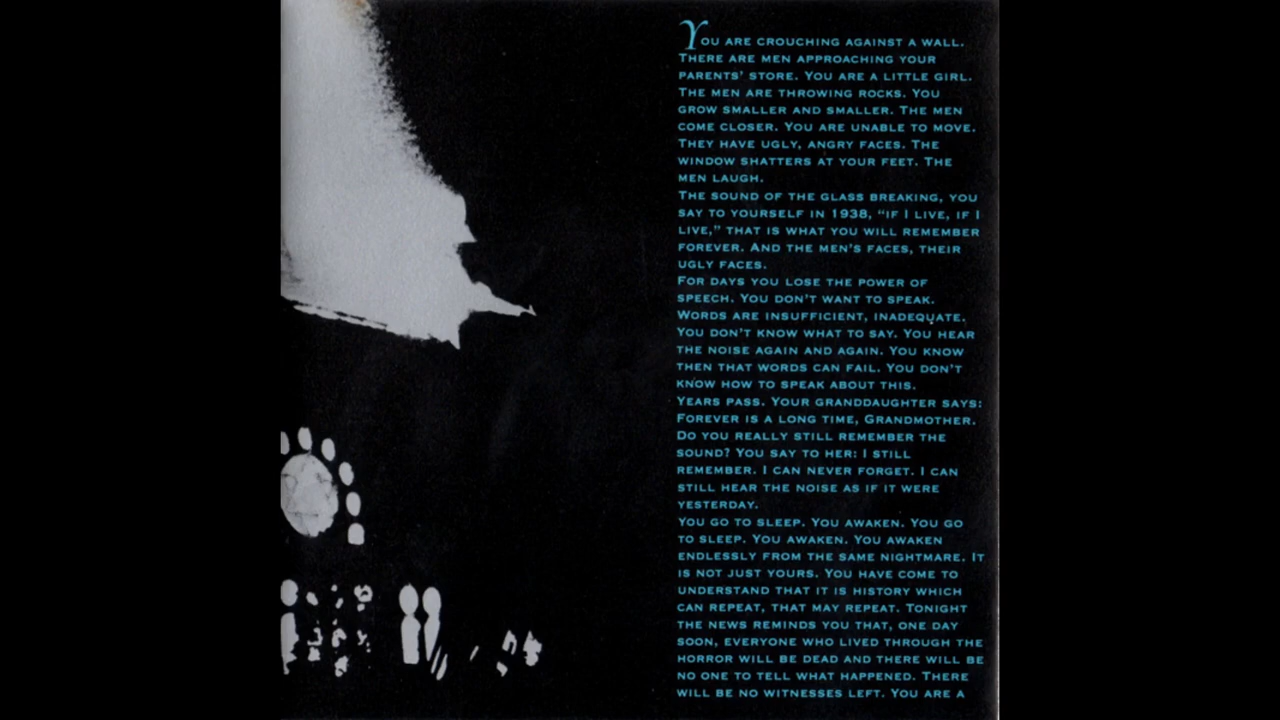 You are crouching against a wall.
There are men approaching your
parents' store. You are a little girl.
The men are throwing rocks. You
grow smaller and smaller. The men
come closer. You are unable to move.
They have ugly, angry faces. The
window shatters at your feet. The
men laugh.
The sound of the glass breaking, you
say to yourself in 1938, "If I live, if I
live," that is what you will remember
forever. And the men's faces, their
ugly faces.
For days you lose the power of
speech. You don't want to speak.
Words are insufficient, inadequate.
You don't know what to say. You hear
the noise again and again. You know
then that words can fail. You don't
know how to speak about this.
Years pass. Your granddaughter says:
Forever is a long time, Grandmother.
Do you really still remember the
sound? You say to her: I still
remember. I can never forget. I can
still hear the noise as if it were
yesterday.
You go to sleep. You awaken. You go
to sleep. You awaken. You awaken
endlessly from the same nightmare. It
is not just yours. You have come to
understand that it is history which
can repeat, that may repeat. Tonight
the news reminds you that, one day
soon, everyone who lived through the
horror will be dead and there will be
no one to tell what happened. There
will be no witnesses left. You are a